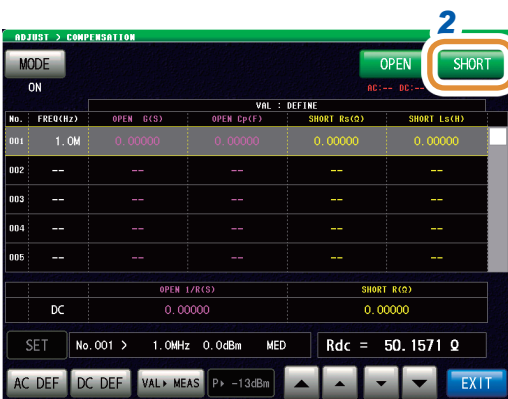 2
ADJUST > COMPENSATION
MODE OPEN SHORT
ON AC:-- DC:--
VAL : DEFINE
No. FREQ(Hz) OPEN G(S) OPEN Cp(F) SHORT Rs(Ω) SHORT Ls(H)
001 1.0M 0.00000 0.00000 0.00000 0.00000
002 -- -- -- -- --
003 -- -- -- -- --
004 -- -- -- -- --
005 -- -- -- -- --
OPEN 1/R(S) SHORT R(Ω)
DC 0.00000 0.00000
SET No.001 > 1.0MHz 0.0dBm MED Rdc = 50.1571 Ω
AC DEF DC DEF VAL▸ MEAS P▸ -13dBm ▲ ▲ ▼ ▼ EXIT